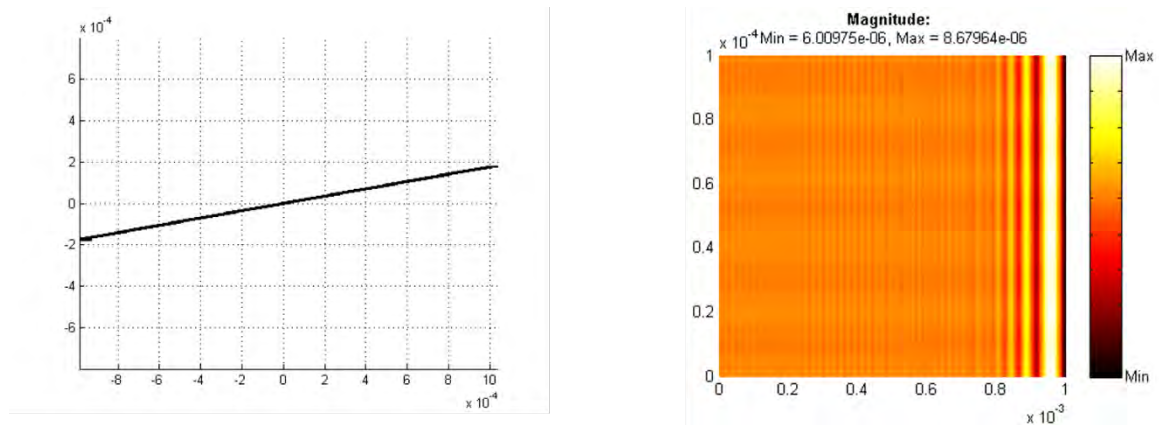 x 10^-4
6
4
2
0
-2
-4
-6
-8 -6 -4 -2 0 2 4 6 8 10
x 10^-4
Magnitude:
x 10^-4 Min = 6.00975e-06, Max = 8.67964e-06
1
0.8
0.6
0.4
0.2
0
0 0.2 0.4 0.6 0.8 1
x 10^-3
Max
Min